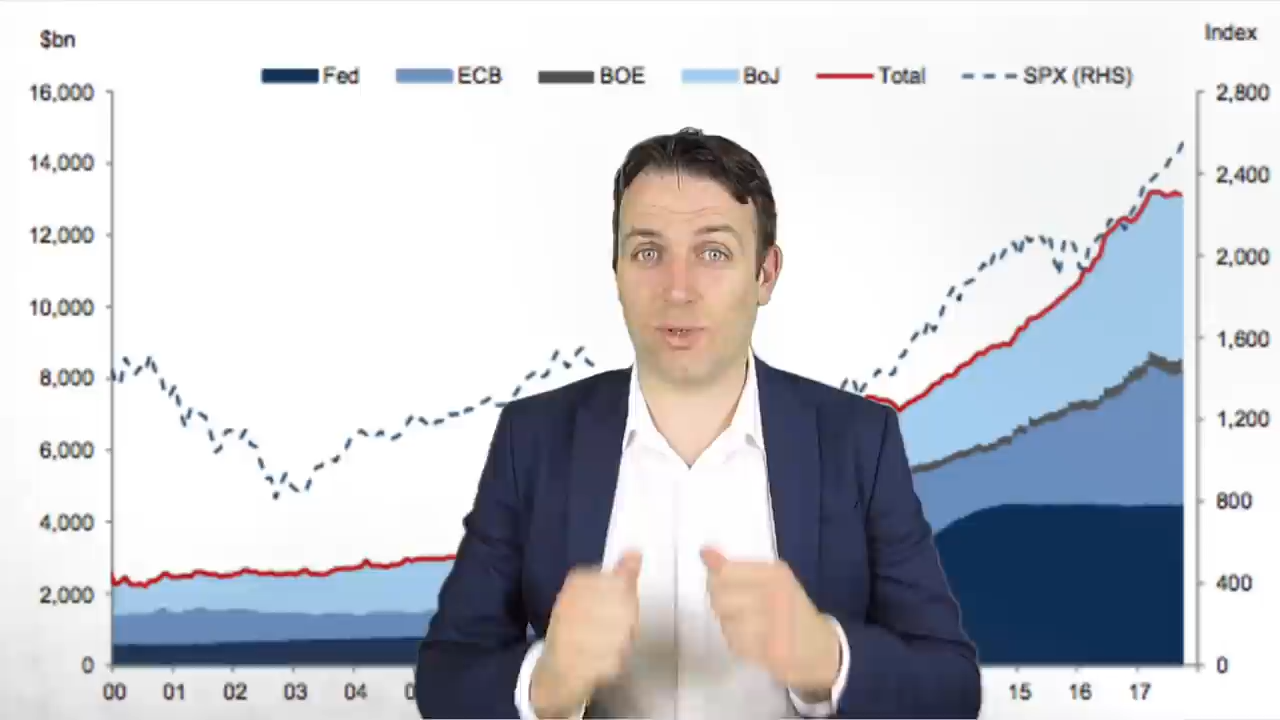 $bn
Index
Fed ECB BOE BoJ Total SPX (RHS)
16,000 2,800
14,000 2,400
12,000 2,000
10,000 1,600
8,000 1,200
6,000 800
4,000 400
2,000 0
0
00 01 02 03 04 0 15 16 17